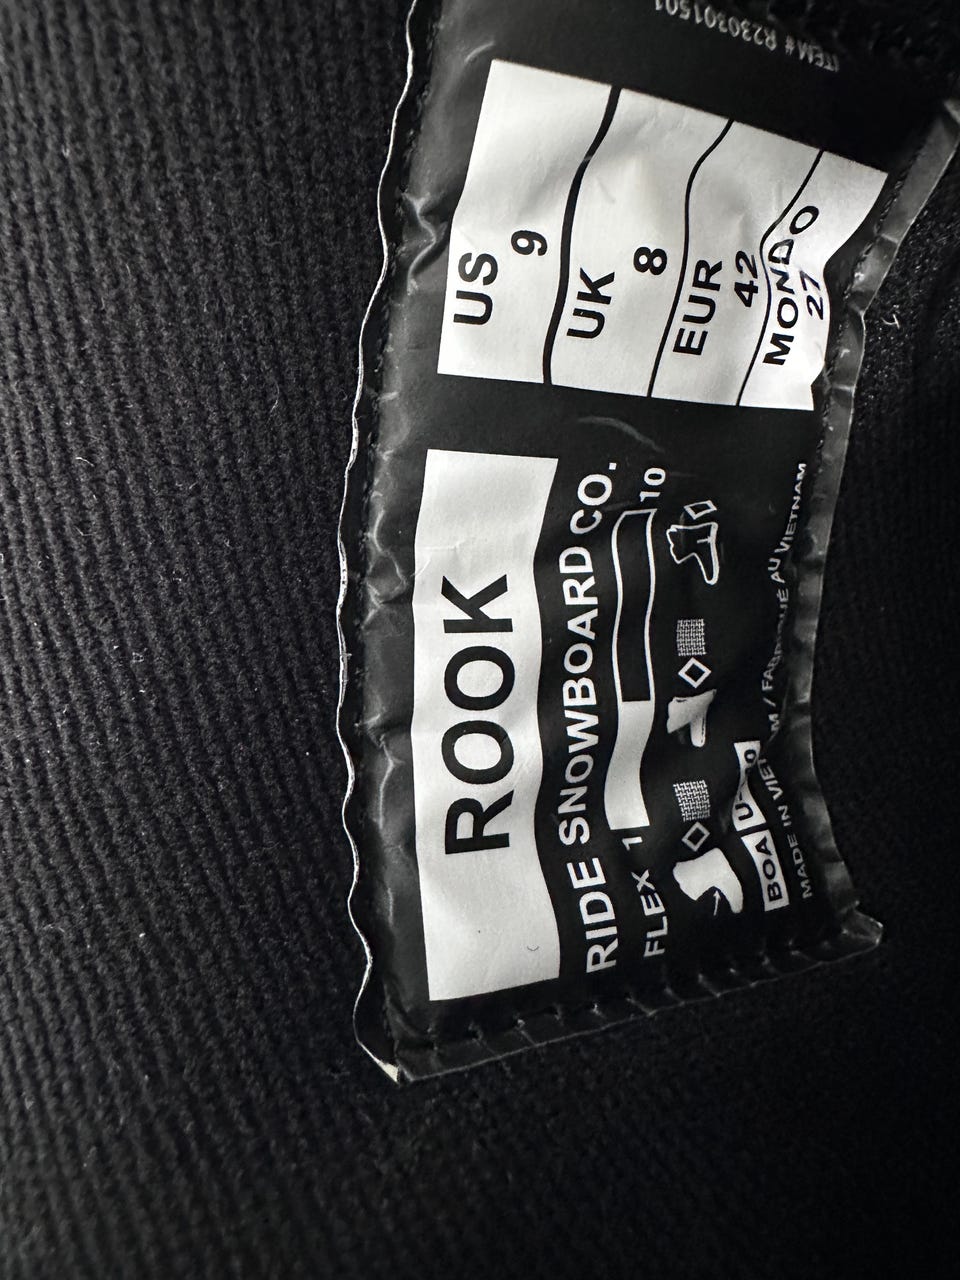 ROOK
RIDE SNOWBOARD CO.
FLEX 1 10
BOA
MADE IN VIETNAM / FABRIQUÉ AU VIETNAM
US
9
UK
8
EUR
42
MONDO
27
ITEM# R230301501